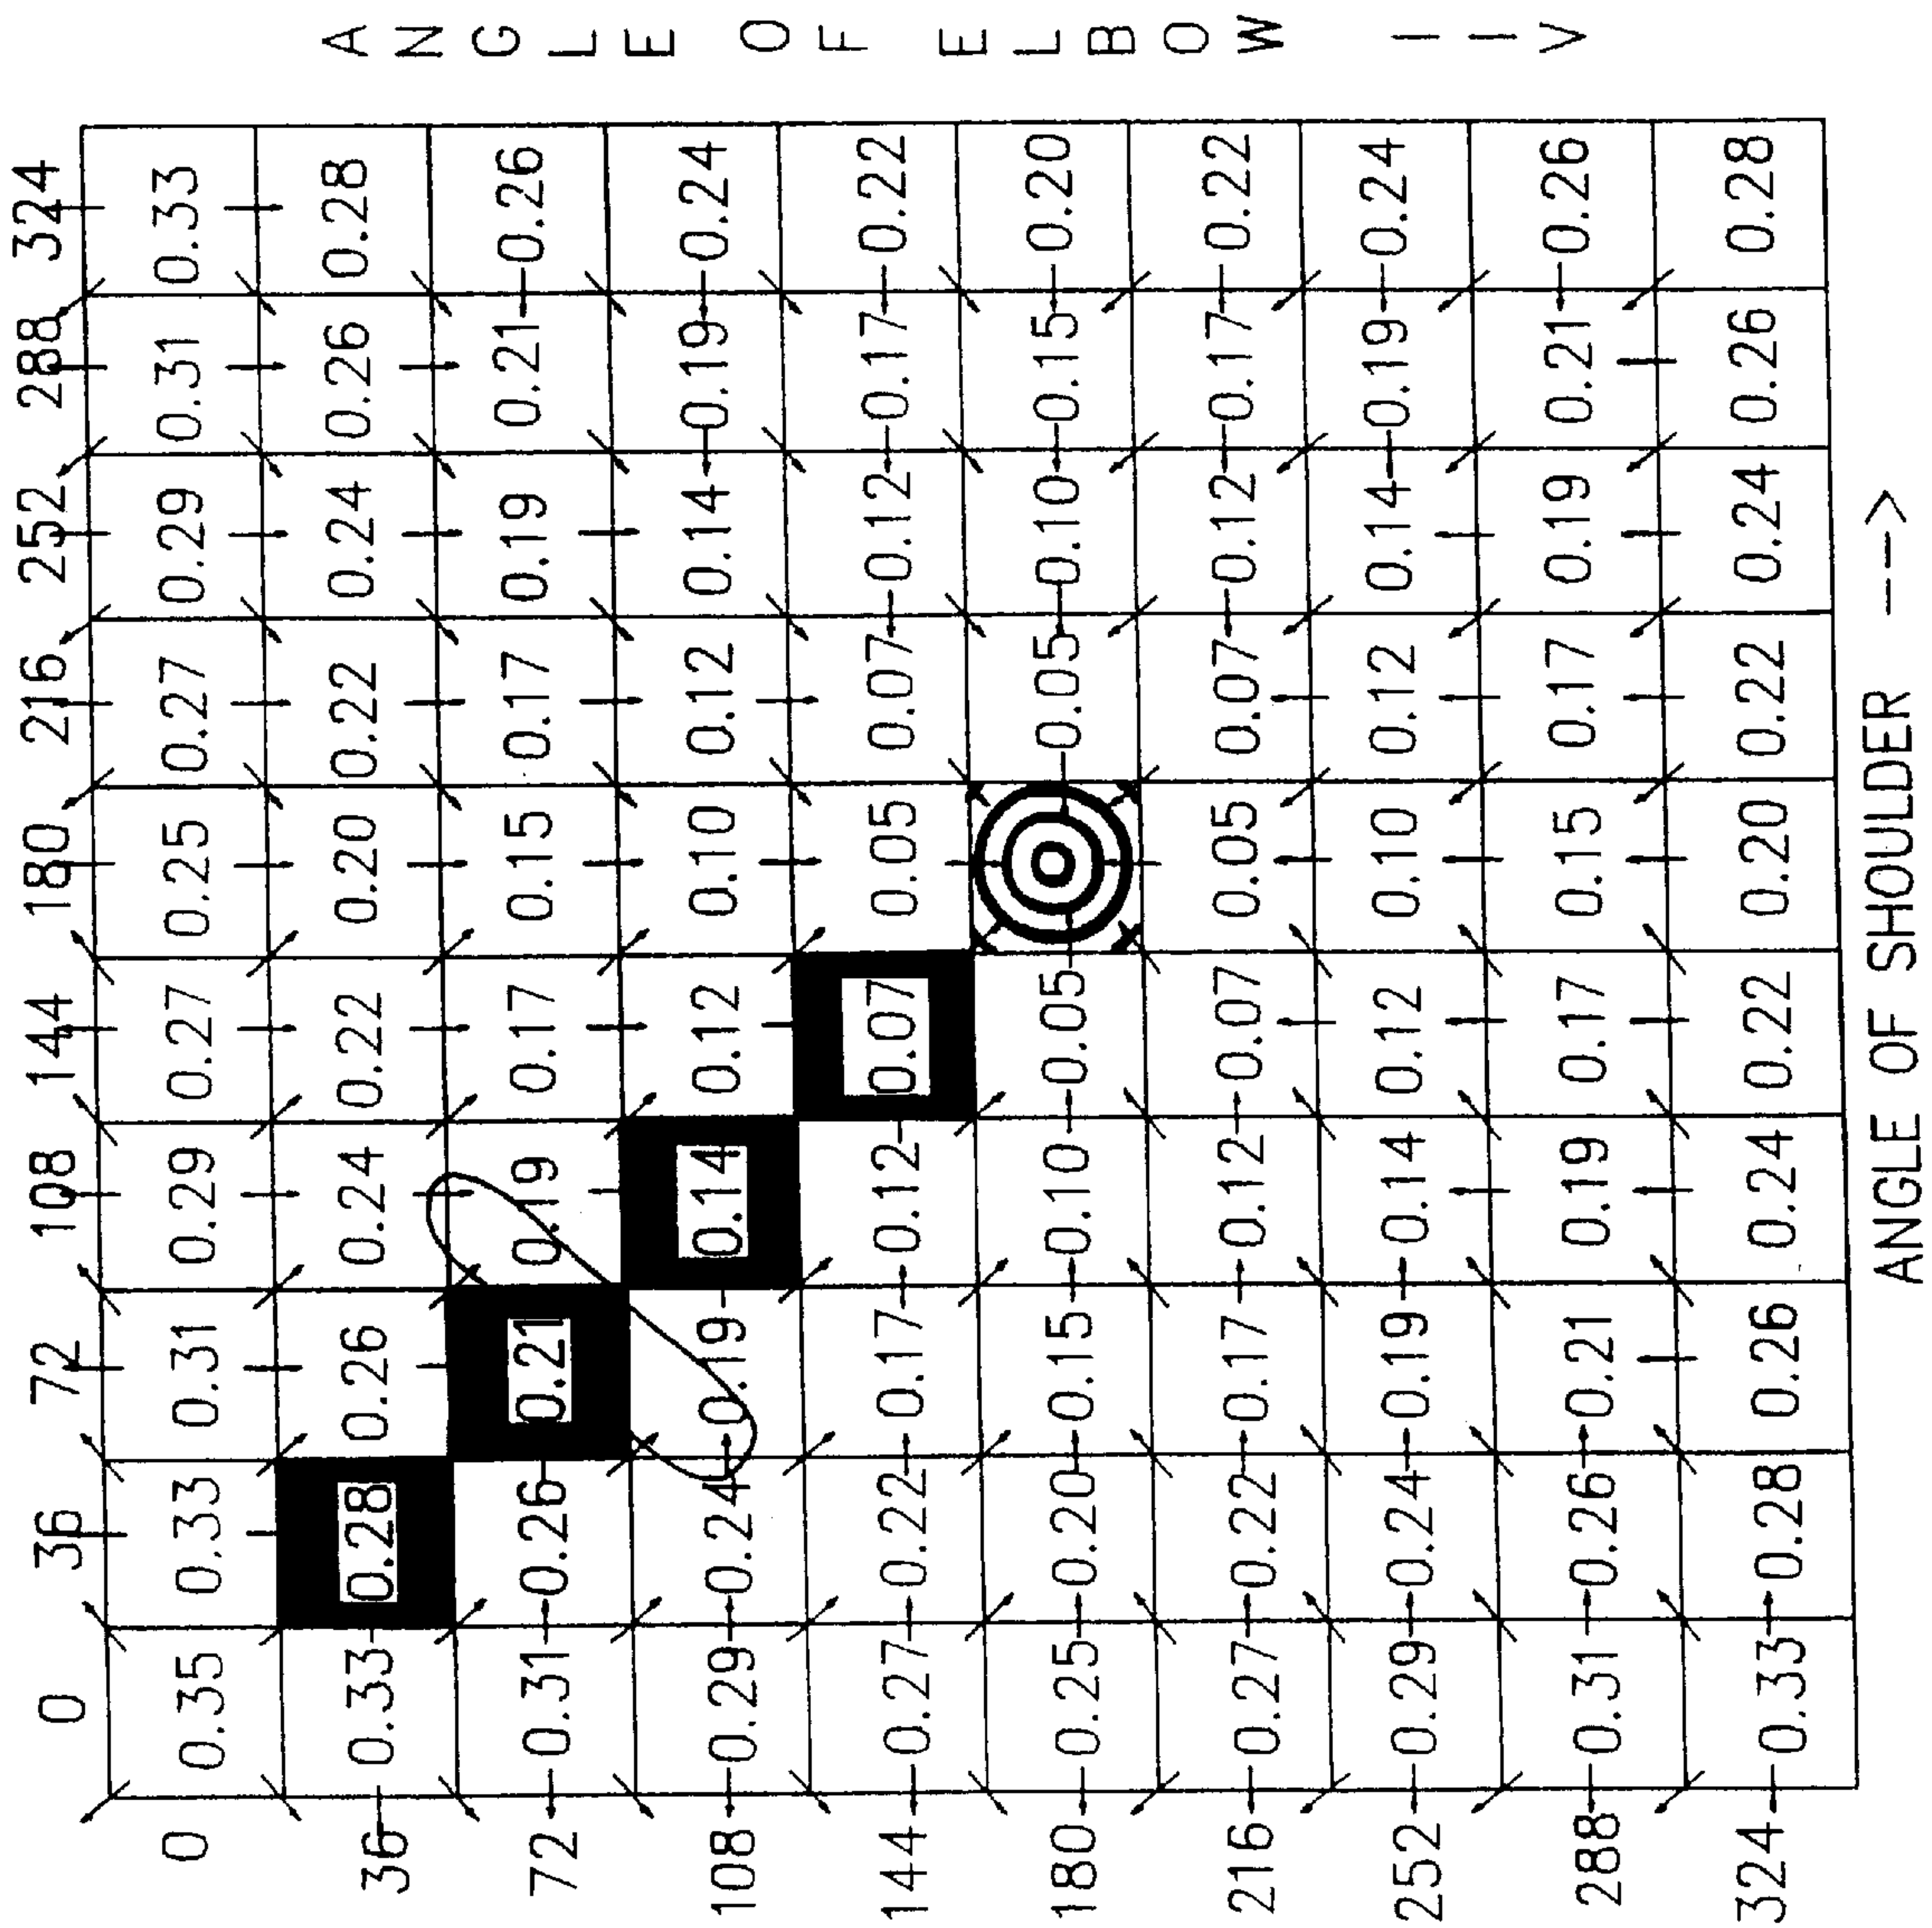 0 36 72 108 144 180 216 252 288 324
0 0.35 0.33 0.31 0.29 0.27 0.25 0.27 0.29 0.31 0.33
36 0.33 0.28 0.26 0.24 0.22 0.20 0.22 0.24 0.26 0.28
72 0.31 0.26 0.21 0.19 0.17 0.15 0.17 0.19 0.21 0.26
108 0.29 0.24 0.19 0.14 0.12 0.10 0.12 0.14 0.19 0.24
144 0.27 0.22 0.17 0.12 0.07 0.05 0.07 0.12 0.17 0.22
180 0.25 0.20 0.15 0.10 0.05 0.05 0.10 0.15 0.20
216 0.27 0.22 0.17 0.12 0.07 0.05 0.07 0.12 0.17 0.22
252 0.29 0.24 0.19 0.14 0.12 0.10 0.12 0.14 0.19 0.24
288 0.31 0.26 0.21 0.19 0.17 0.15 0.17 0.19 0.21 0.26
324 0.33 0.28 0.26 0.24 0.22 0.20 0.22 0.24 0.26 0.28
ANGLE OF SHOULDER -->
ANGLE OF ELBOW ||V